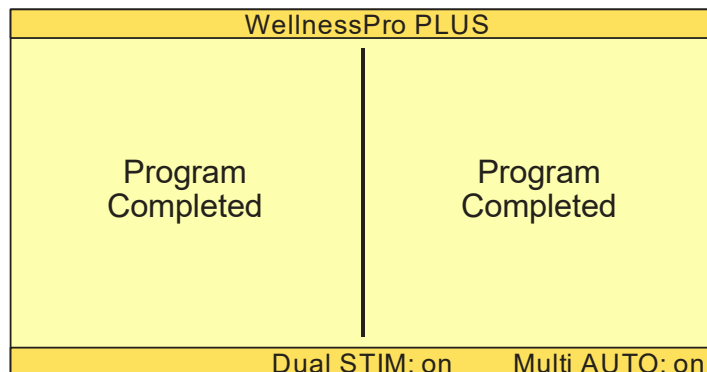 WellnessPro PLUS
Program
Completed
Program
Completed
Dual STIM: on Multi AUTO: on